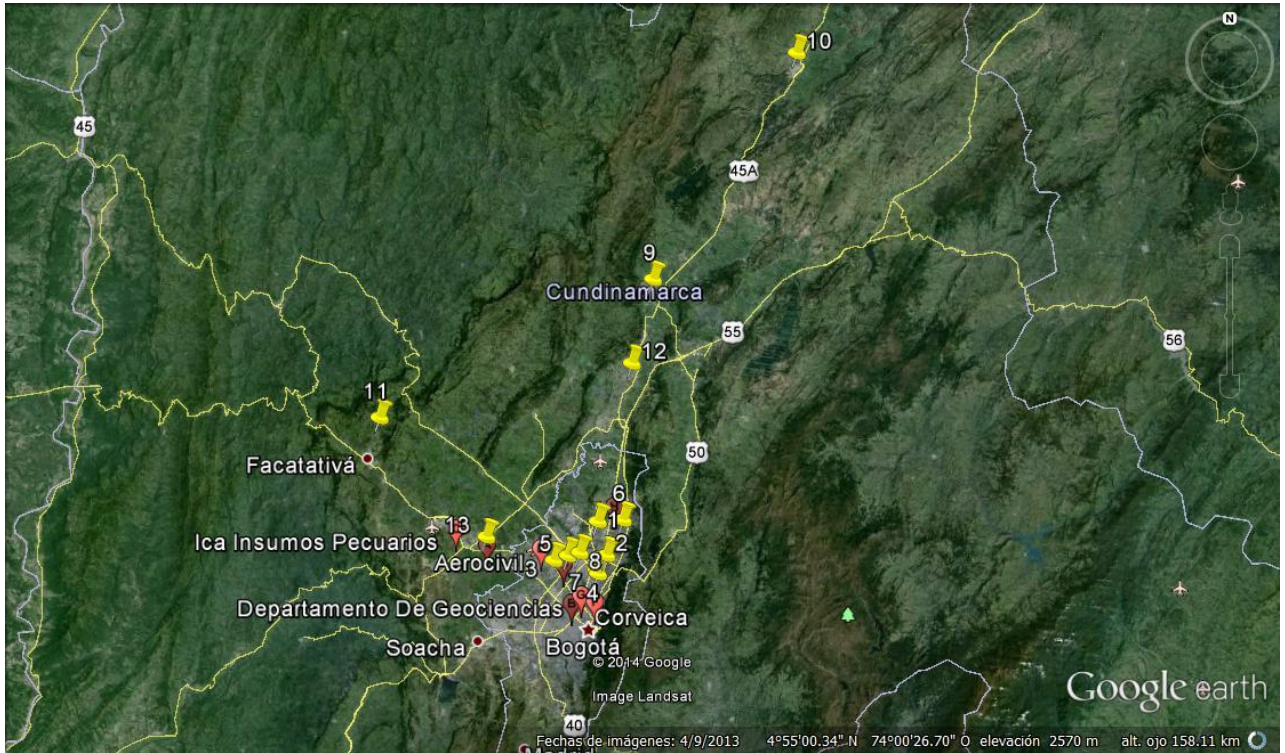 N
10
45
45A
9
Cundinamarca
55
56
12
11
50
Facatativá
6
1
13
Ica Insumos Pecuarios
5
2
Aerocivil
3
8
7
4
Departamento De Geociencias
B
C
Corveica
Soacha
Bogotá
© 2014 Google
Image Landsat
Google earth
40
Madrid
Fechas de imágenes: 4/9/2013 4°55'00.34" N 74°00'26.70" O elevación 2570 m alt. ojo 158.11 km